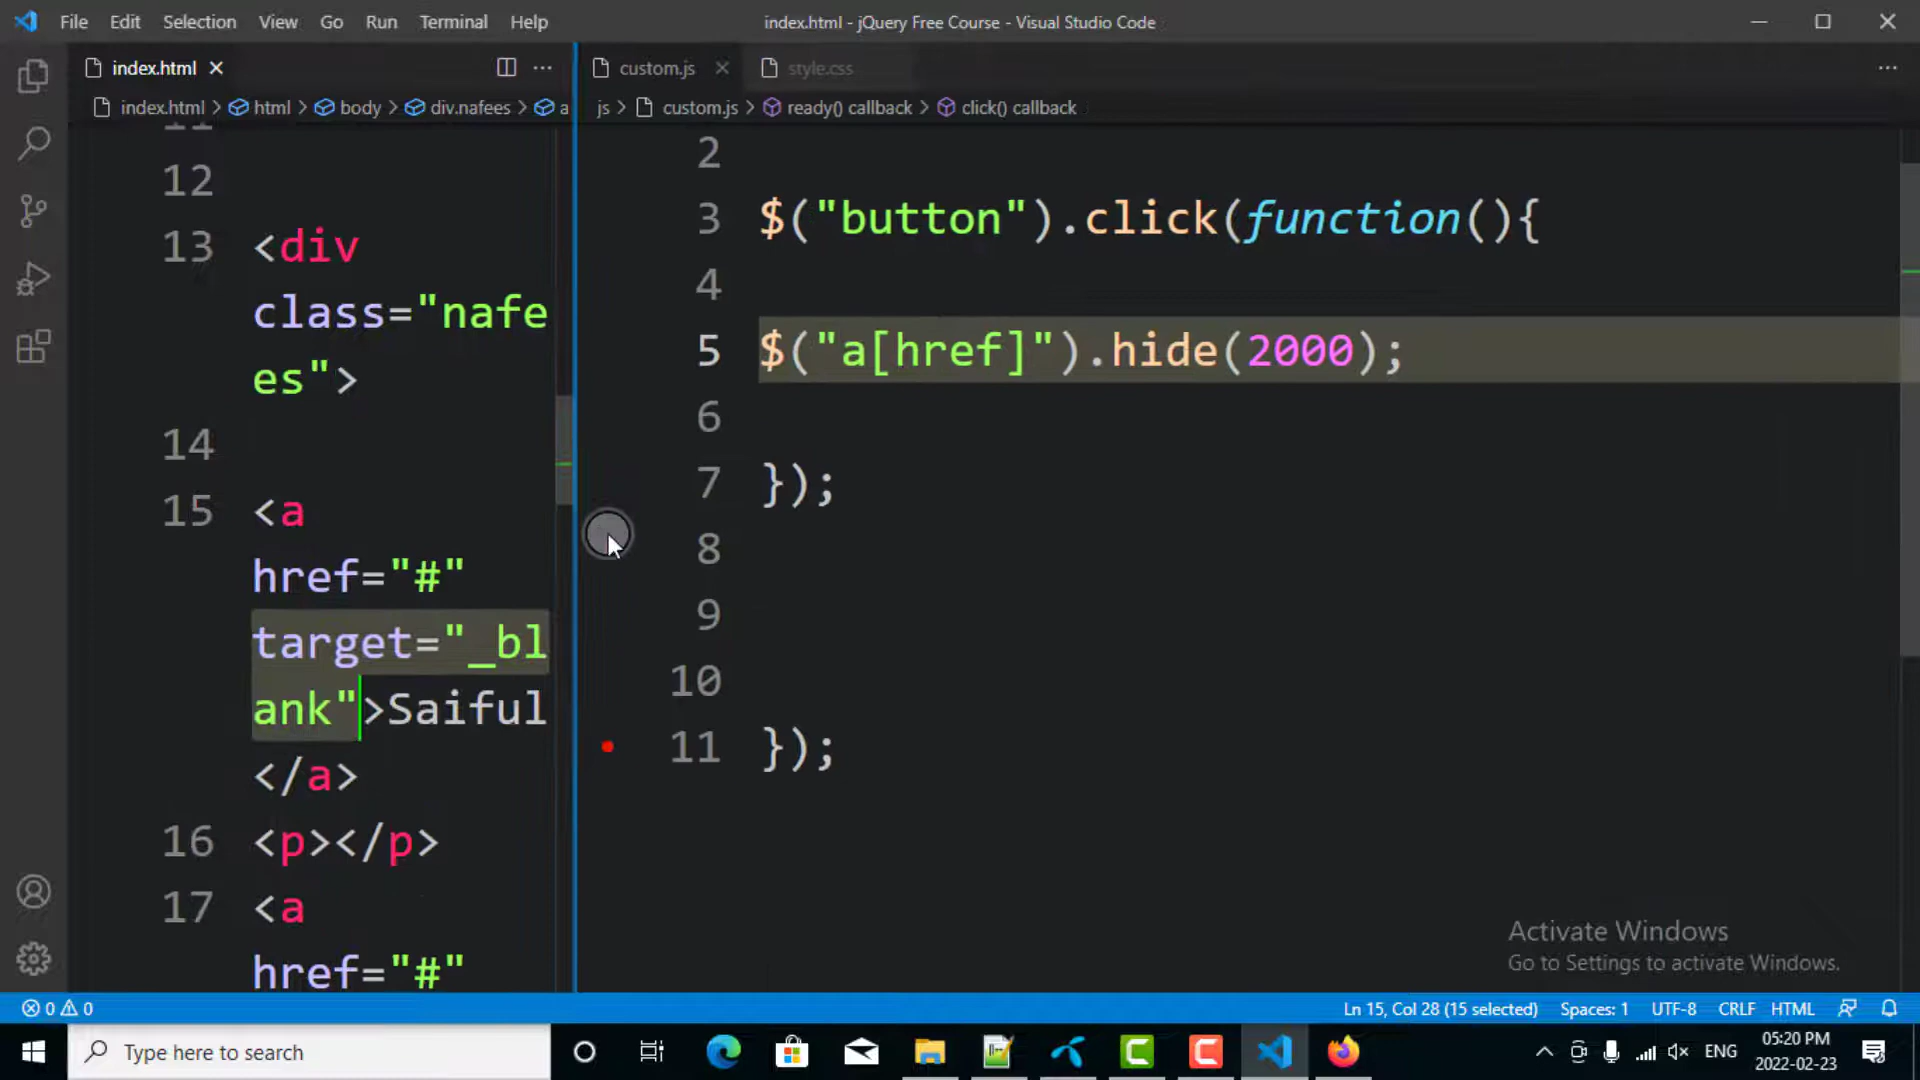 File Edit Selection View Go Run Terminal Help
index.html - jQuery Free Course - Visual Studio Code
index.html
custom.js
style.css
index.html > html > body > div.nafees > a
js > custom.js > ready() callback > click() callback
11
12
13 <div
class="nafe
es">
14
15 <a
href="#"
target="_bl
ank">Saiful
</a>
16 <p></p>
17 <a
href="#"
2
3 $("button").click(function(){
4
5 $("a[href]").hide(2000);
6
7 });
8
9
10
11 });
Activate Windows
Go to Settings to activate Windows.
0 0
Ln 15, Col 28 (15 selected) Spaces: 1 UTF-8 CRLF HTML
Type here to search
ENG
05:20 PM
2022-02-23